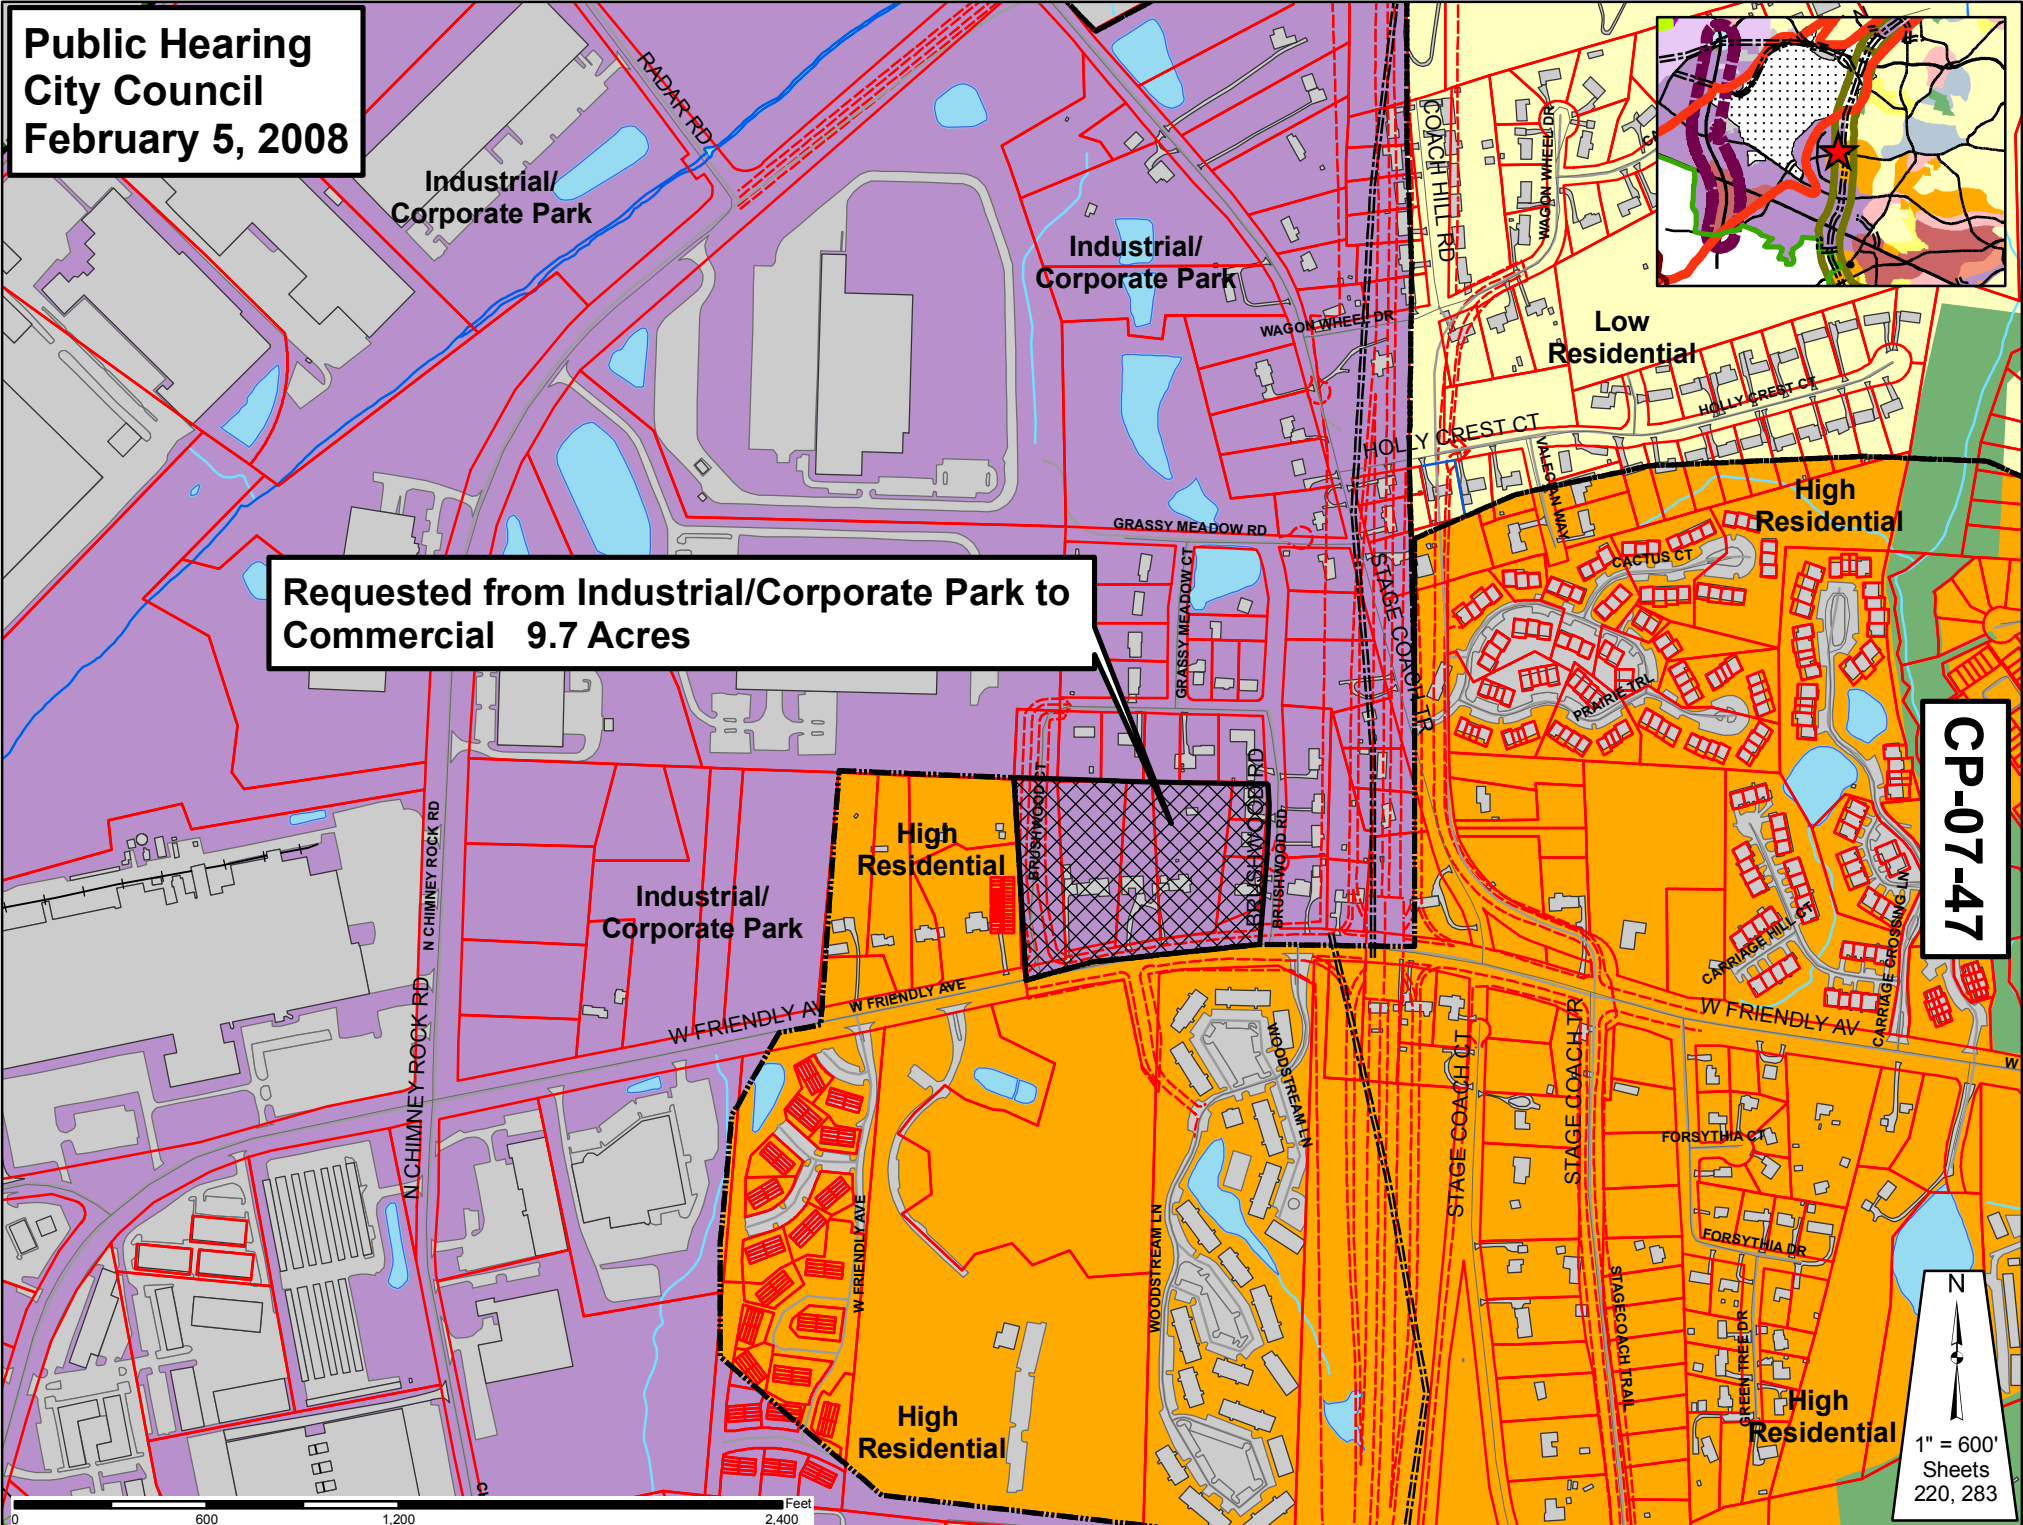 Public Hearing
City Council
February 5, 2008
RADAR RD
Industrial/
Corporate Park
Industrial/
Corporate Park
COACH HILL RD
WAGON WHEEL DR
WAGON WHEEL DR
Low
Residential
HOLLY CREST CT
HOLLY CREST CT
VALECIAN WAY
High
Residential
GRASSY MEADOW RD
GRASSY MEADOW CT
STAGE COACH TR
CACTUS CT
PRAIRIE TRL
Requested from Industrial/Corporate Park to
Commercial 9.7 Acres
CP-07-47
BRUSHWOOD CT
BRUSHWOOD RD
BRUSHWOOD RD
High
Residential
N CHIMNEY ROCK RD
Industrial/
Corporate Park
N CHIMNEY ROCK RD
W FRIENDLY AV
W FRIENDLY AVE
CARRIAGE HILL CT
CARRIAGE CROSSING LN
W FRIENDLY AV
W
WOODSTREAM LN
STAGE COACH CT
STAGE COACH TR
FORSYTHIA CT
FORSYTHIA DR
W FRIENDLY AVE
WOODSTREAM LN
STAGECOACH TRAIL
GREEN TREE DR
High
Residential
High
Residential
N
1" = 600'
Sheets
220, 283
Feet
0 600 1,200 2,400